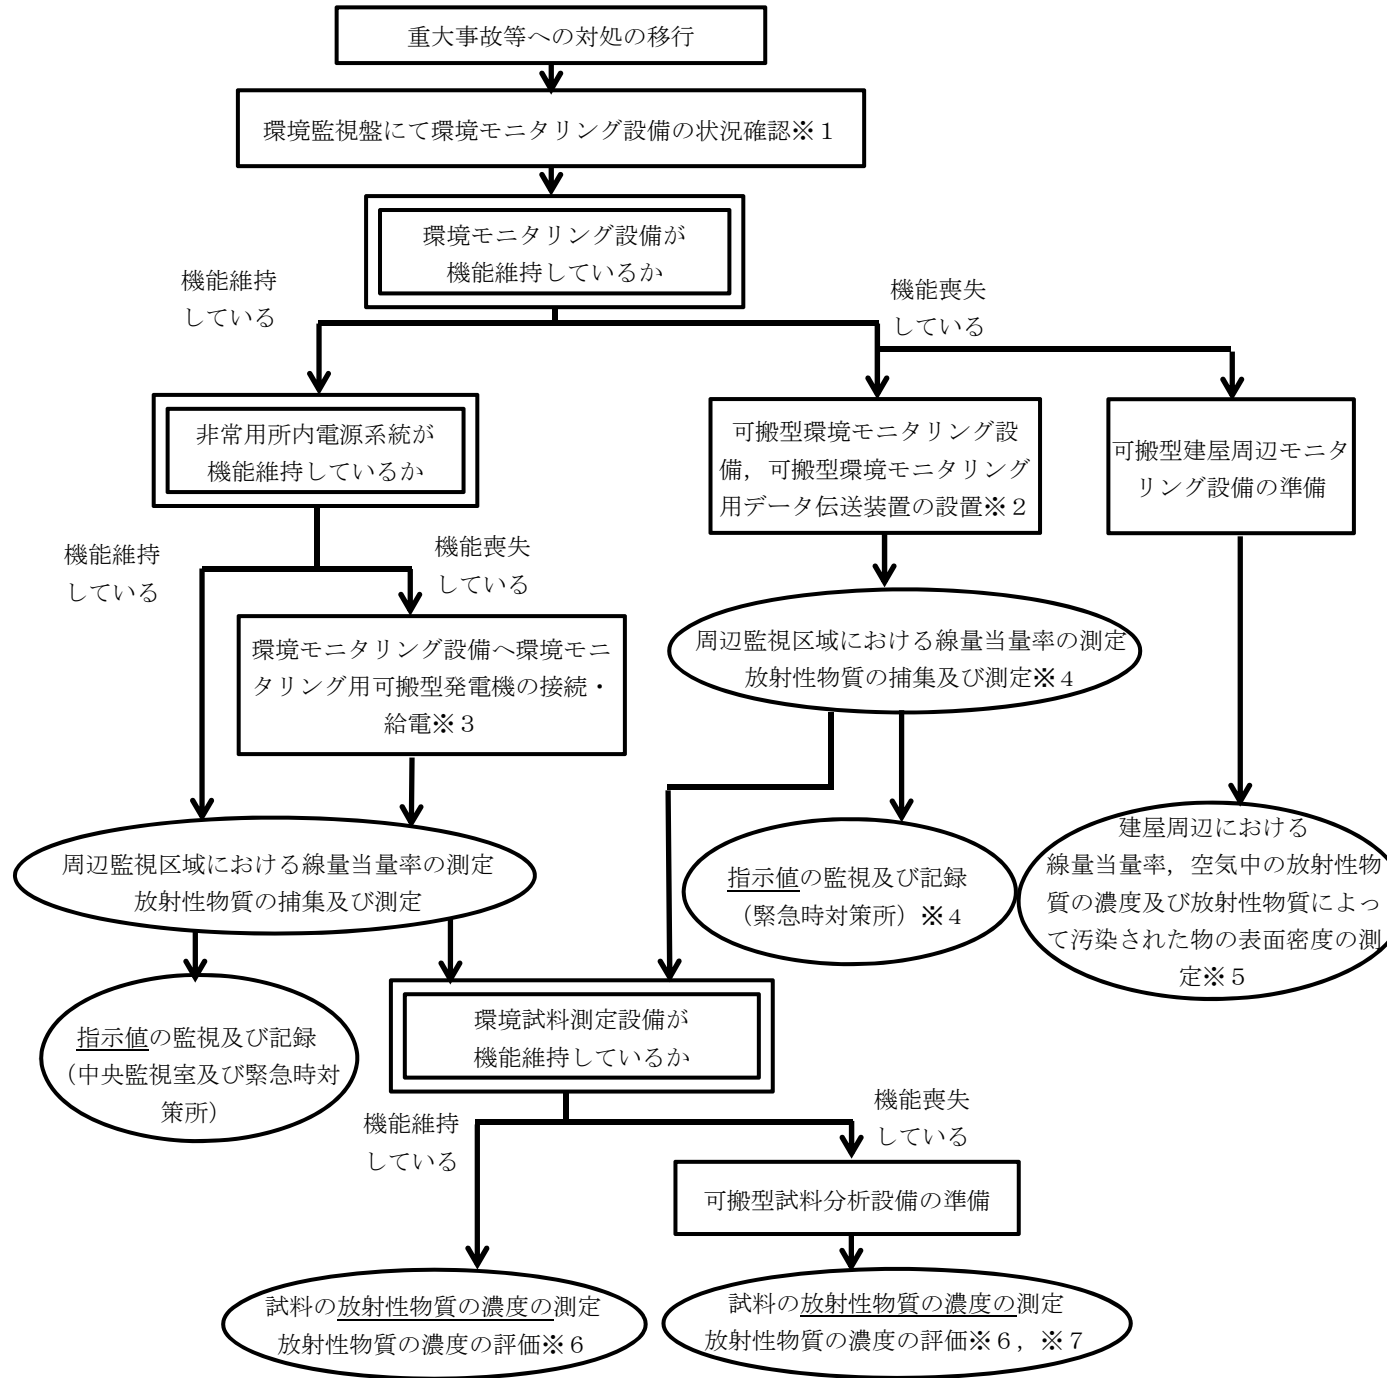 重大事故等への対処の移行
環境監視盤にて環境モニタリング設備の状況確認※１
環境モニタリング設備が
機能維持しているか
機能維持
している
機能喪失
している
非常用所内電源系統が
機能維持しているか
可搬型環境モニタリング設
備，可搬型環境モニタリング
用データ伝送装置の設置※２
可搬型建屋周辺モニタ
リング設備の準備
機能維持
している
機能喪失
している
環境モニタリング設備へ環境モニ
タリング用可搬型発電機の接続・
給電※３
周辺監視区域における線量当量率の測定
放射性物質の捕集及び測定※４
周辺監視区域における線量当量率の測定
放射性物質の捕集及び測定
指示値の監視及び記録
（緊急時対策所）※４
建屋周辺における
線量当量率，空気中の放射性物
質の濃度及び放射性物質によっ
て汚染された物の表面密度の測
定※５
指示値の監視及び記録
（中央監視室及び緊急時対
策所）
環境試料測定設備が
機能維持しているか
機能維持
している
機能喪失
している
可搬型試料分析設備の準備
試料の放射性物質の濃度の測定
放射性物質の濃度の評価※６
試料の放射性物質の濃度の測定
放射性物質の濃度の評価※６，※７